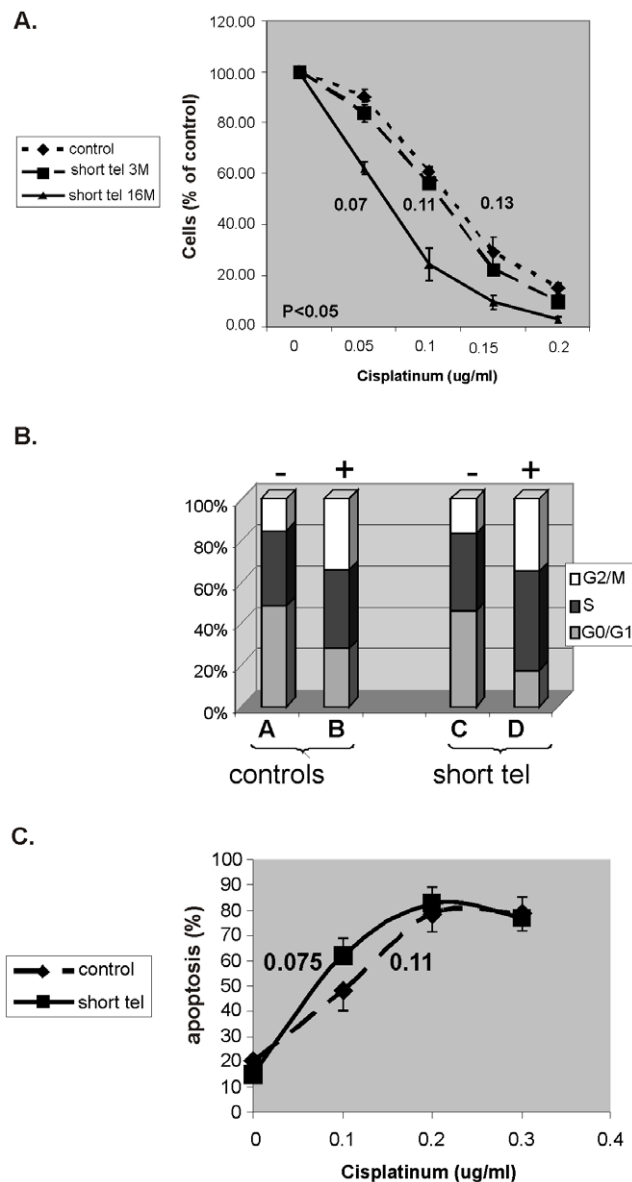 A.
120.00
100.00
80.00
60.00
40.00
20.00
0.00
Cells (% of control)
control
short tel 3M
short tel 16M
0.07 0.11 0.13
P<0.05
0 0.05 0.1 0.15 0.2
Cisplatinum (ug/ml)
B.
- + - +
100%
80%
60%
40%
20%
0%
G2/M
S
G0/G1
A B C D
controls short tel
C.
100
90
80
70
60
50
40
30
20
10
0
apoptosis (%)
control
short tel
0.075 0.11
0 0.1 0.2 0.3 0.4
Cisplatinum (ug/ml)